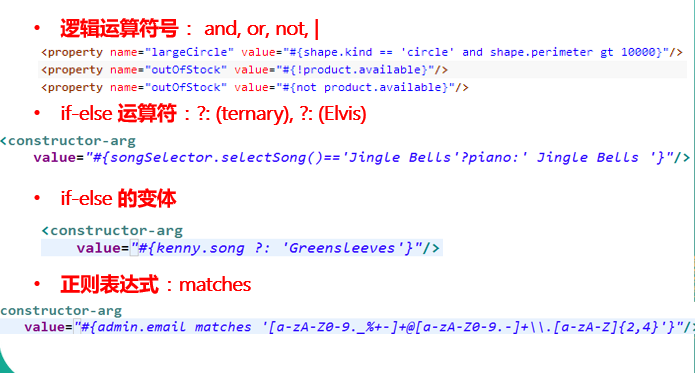 • 逻辑运算符号： and, or, not, |
<property name="largeCircle" value="#{shape.kind == 'circle' and shape.perimeter gt 10000}"/>
<property name="outOfStock" value="#{!product.available}"/>
<property name="outOfStock" value="#{not product.available}"/>
• if-else 运算符：?: (ternary), ?: (Elvis)
<constructor-arg
value="#{songSelector.selectSong()=='Jingle Bells'?piano:' Jingle Bells '}"/>
• if-else 的变体
<constructor-arg
value="#{kenny.song ?: 'Greensleeves'}"/>
• 正则表达式：matches
constructor-arg
value="#{admin.email matches '[a-zA-Z0-9._%+-]+@[a-zA-Z0-9.-]+\\.[a-zA-Z]{2,4}'}"/>